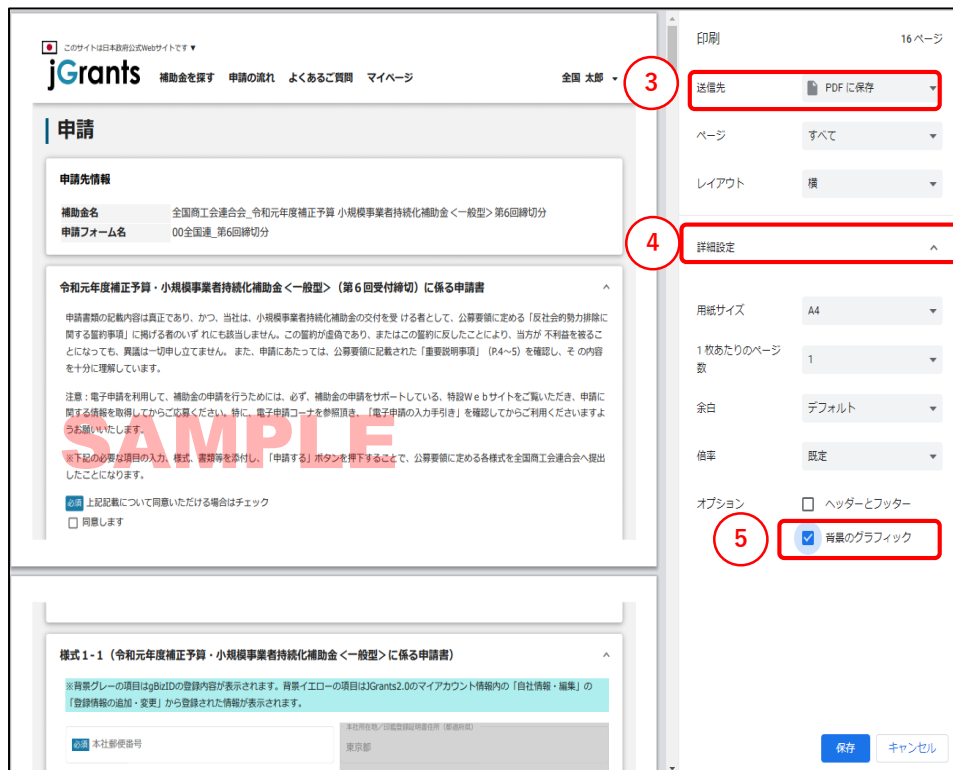 このサイトは日本政府公式Webサイトです ▼
jGrants 補助金を探す 申請の流れ よくあるご質問 マイページ 全国 太郎
申請
申請先情報
補助金名 全国商工会連合会_令和元年度補正予算 小規模事業者持続化補助金<一般型> 第6回締切分
申請フォーム名 00全国連_第6回締切分
令和元年度補正予算・小規模事業者持続化補助金<一般型>(第6回受付締切)に係る申請書
申請書類の記載内容は真正であり、かつ、当社は、小規模事業者持続化補助金の交付を受 ける者として、公募要領に定める「反社会的勢力排除に
関する誓約事項」に掲げる者のいず れにも該当しません。この誓約が虚偽であり、またはこの誓約に反したことにより、当方が 不利益を被るこ
とになっても、異議は一切申し立てません。 また、申請にあたっては、公募要領に記載された「重要説明事項」(P.4~5)を確認し、そ の内容
を十分に理解しています。
注意:電子申請を利用して、補助金の申請を行うためには、必ず、補助金の申請をサポートしている、特設Webサイトをご覧いただき、申請に
関する情報を取得してからご応募ください。特に、電子申請コーナを参照頂き、「電子申請の入力手引き」を確認してからご利用くださいますよ
うお願いいたします。
SAMPLE
※下記の必要な項目の入力、様式、書類等を添付し、「申請する」ボタンを押下することで、公募要領に定める各様式を全国商工会連合会へ提出
したことになります。
必須 上記記載について同意いただける場合はチェック
同意します
様式1-1(令和元年度補正予算・小規模事業者持続化補助金<一般型>に係る申請書)
※背景グレーの項目はgBizIDの登録内容が表示されます。背景イエローの項目はJGrants2.0のマイアカウント情報内の「自社情報・編集」の
「登録情報の追加・変更」から登録された情報が表示されます。
必須 本社郵便番号
本社所在地/印鑑登録証明書住所(都道府県)
東京都
印刷 16 ページ
③ 送信先 PDF に保存
ページ すべて
レイアウト 横
④ 詳細設定
用紙サイズ A4
1 枚あたりのページ
数 1
余白 デフォルト
倍率 既定
オプション ヘッダーとフッター
⑤ 背景のグラフィック
保存 キャンセル